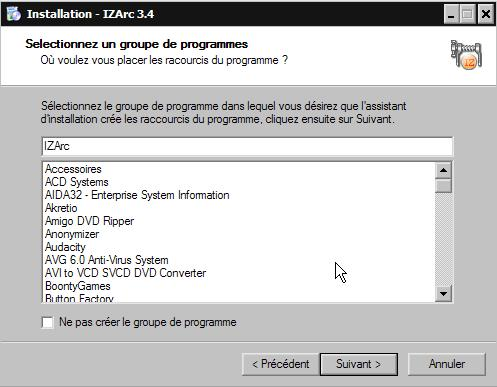 Installation - IZArc 3.4
Selectionnez un groupe de programmes
Où voulez vous placer les racourcis du programme ?
IZ
Sélectionnez le groupe de programme dans lequel vous désirez que l'assistant
d'installation crée les raccourcis du programme, cliquez ensuite sur Suivant.
IZArc
Accessoires
ACD Systems
AIDA32 - Enterprise System Information
Akretio
Amigo DVD Ripper
Anonymizer
Audacity
AVG 6.0 Anti-Virus System
AVI to VCD SVCD DVD Converter
BoontyGames
Button Factory
Ne pas créer le groupe de programme
< Précédent
Suivant >
Annuler